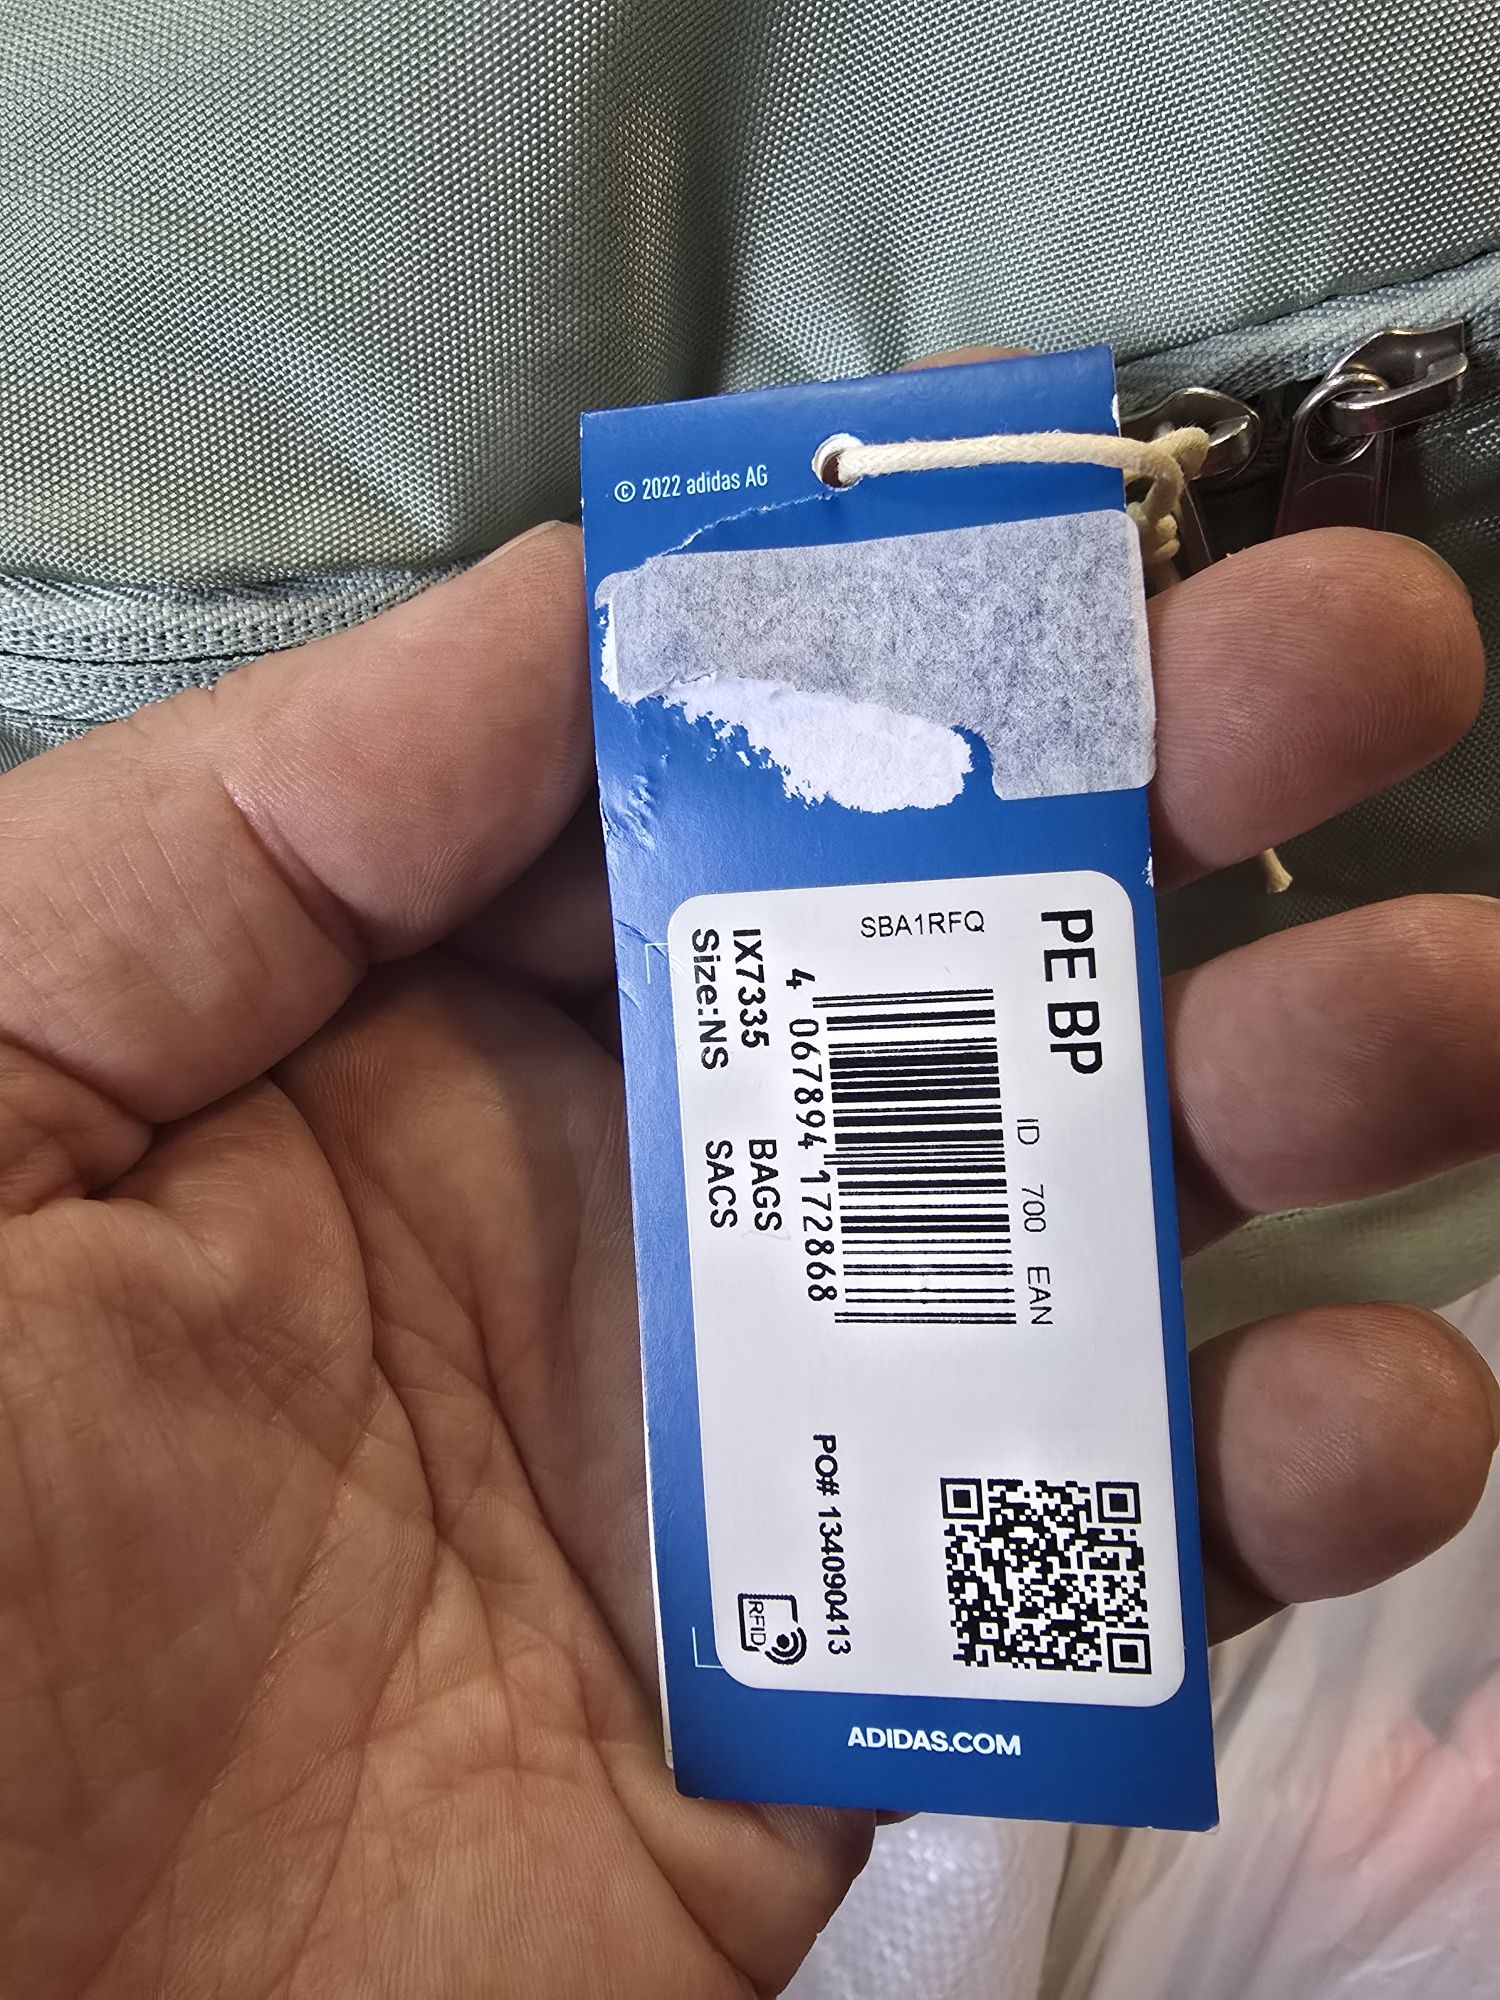 © 2022 adidas AG
PE BP
ID 700 EAN
SBA1RFQ
4 067894 172868
IX7335 BAGS
Size:NS SACS
PO# 134090413
RFID
ADIDAS.COM